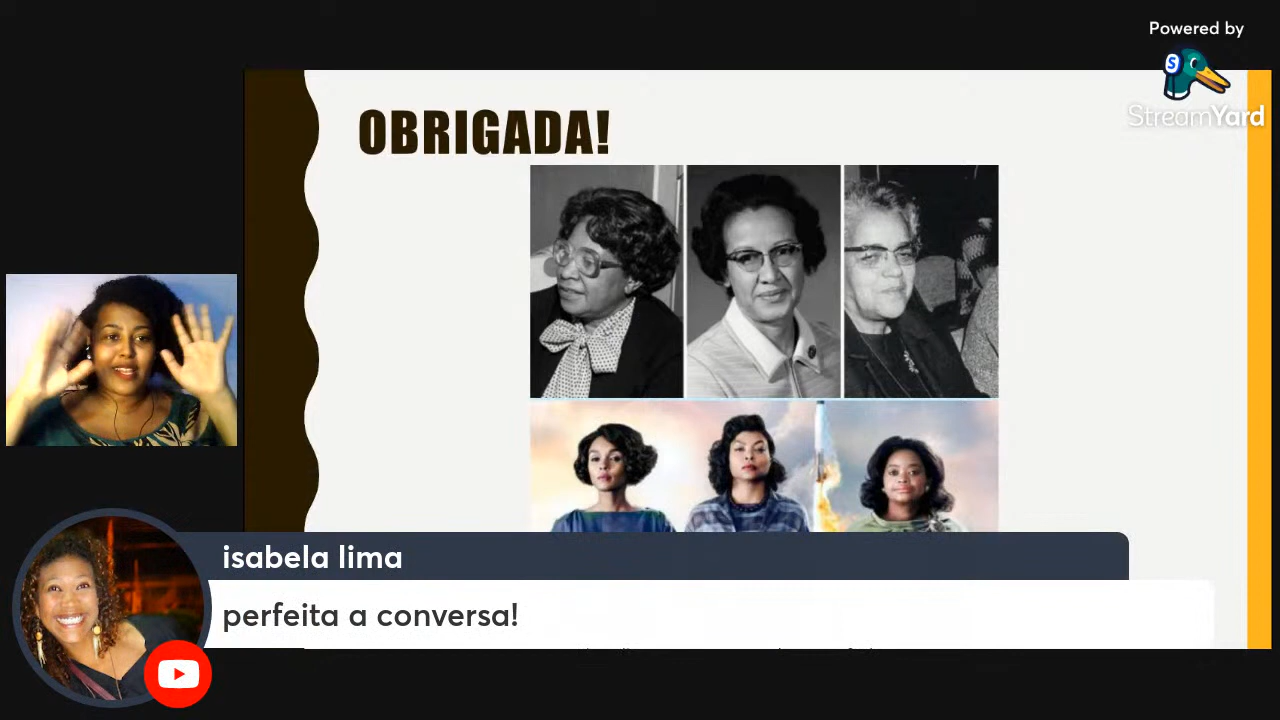 Powered by
StreamYard
OBRIGADA!
isabela lima
perfeita a conversa!